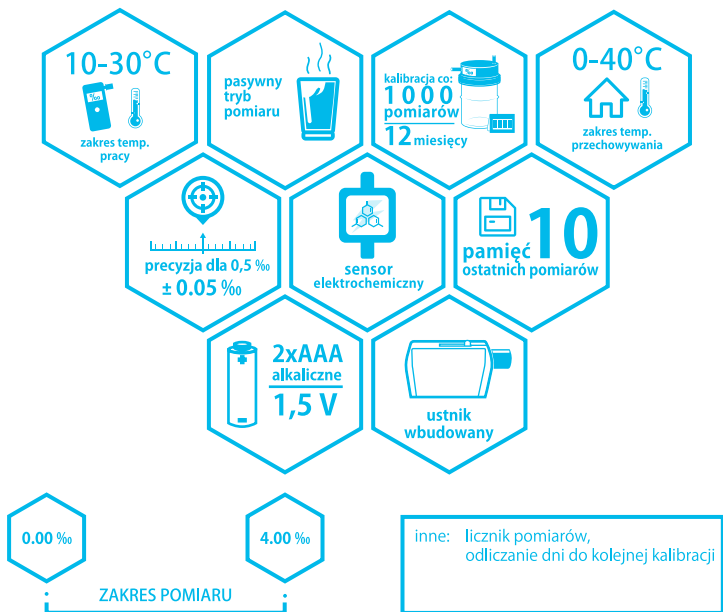 10-30°C
zakres temp.
pracy
pasywny
tryb
pomiaru
kalibracja co:
1000
pomiarów
12 miesięcy
0-40°C
zakres temp.
przechowywania
precyzja dla 0,5 ‰
± 0.05 ‰
sensor
elektrochemiczny
pamięć 10
ostatnich pomiarów
2xAAA
alkaliczne
1,5 V
ustnik
wbudowany
0.00 ‰
4.00 ‰
ZAKRES POMIARU
inne: licznik pomiarów,
odliczanie dni do kolejnej kalibracji